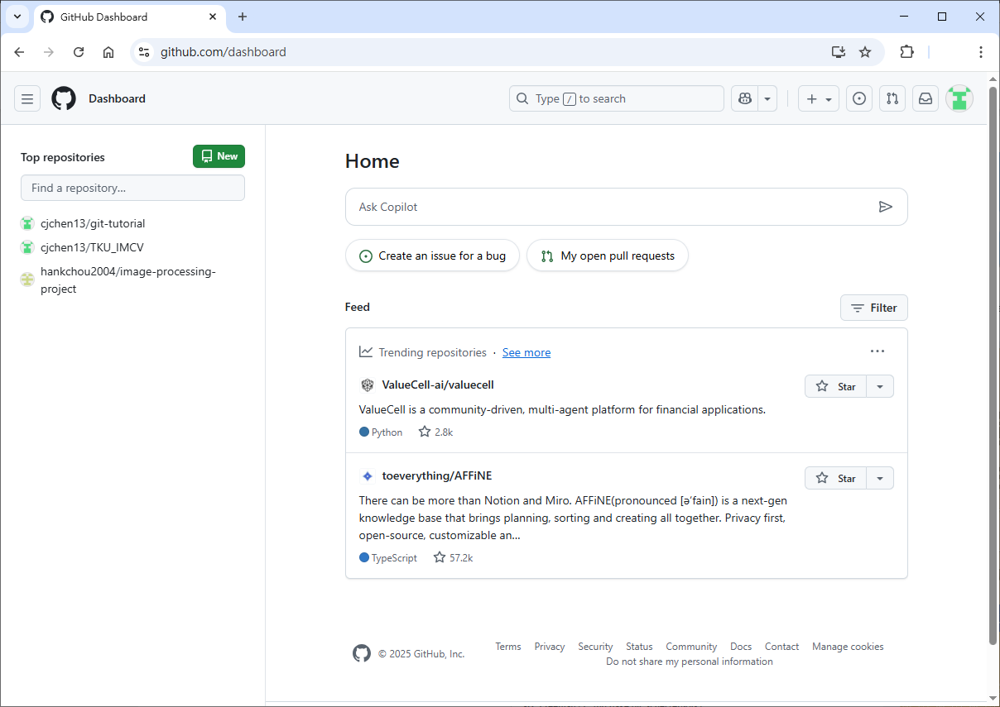 GitHub Dashboard
github.com/dashboard
Dashboard
Type / to search
Top repositories
New
Find a repository...
cjchen13/git-tutorial
cjchen13/TKU_IMCV
hankchou2004/image-processing-
project
Home
Ask Copilot
Create an issue for a bug
My open pull requests
Feed
Filter
Trending repositories · See more
ValueCell-ai/valuecell
Star
ValueCell is a community-driven, multi-agent platform for financial applications.
Python 2.8k
toeverything/AFFiNE
Star
There can be more than Notion and Miro. AFFiNE(pronounced [ə'fain]) is a next-gen
knowledge base that brings planning, sorting and creating all together. Privacy first,
open-source, customizable an...
TypeScript 57.2k
© 2025 GitHub, Inc.
Terms Privacy Security Status Community Docs Contact Manage cookies
Do not share my personal information